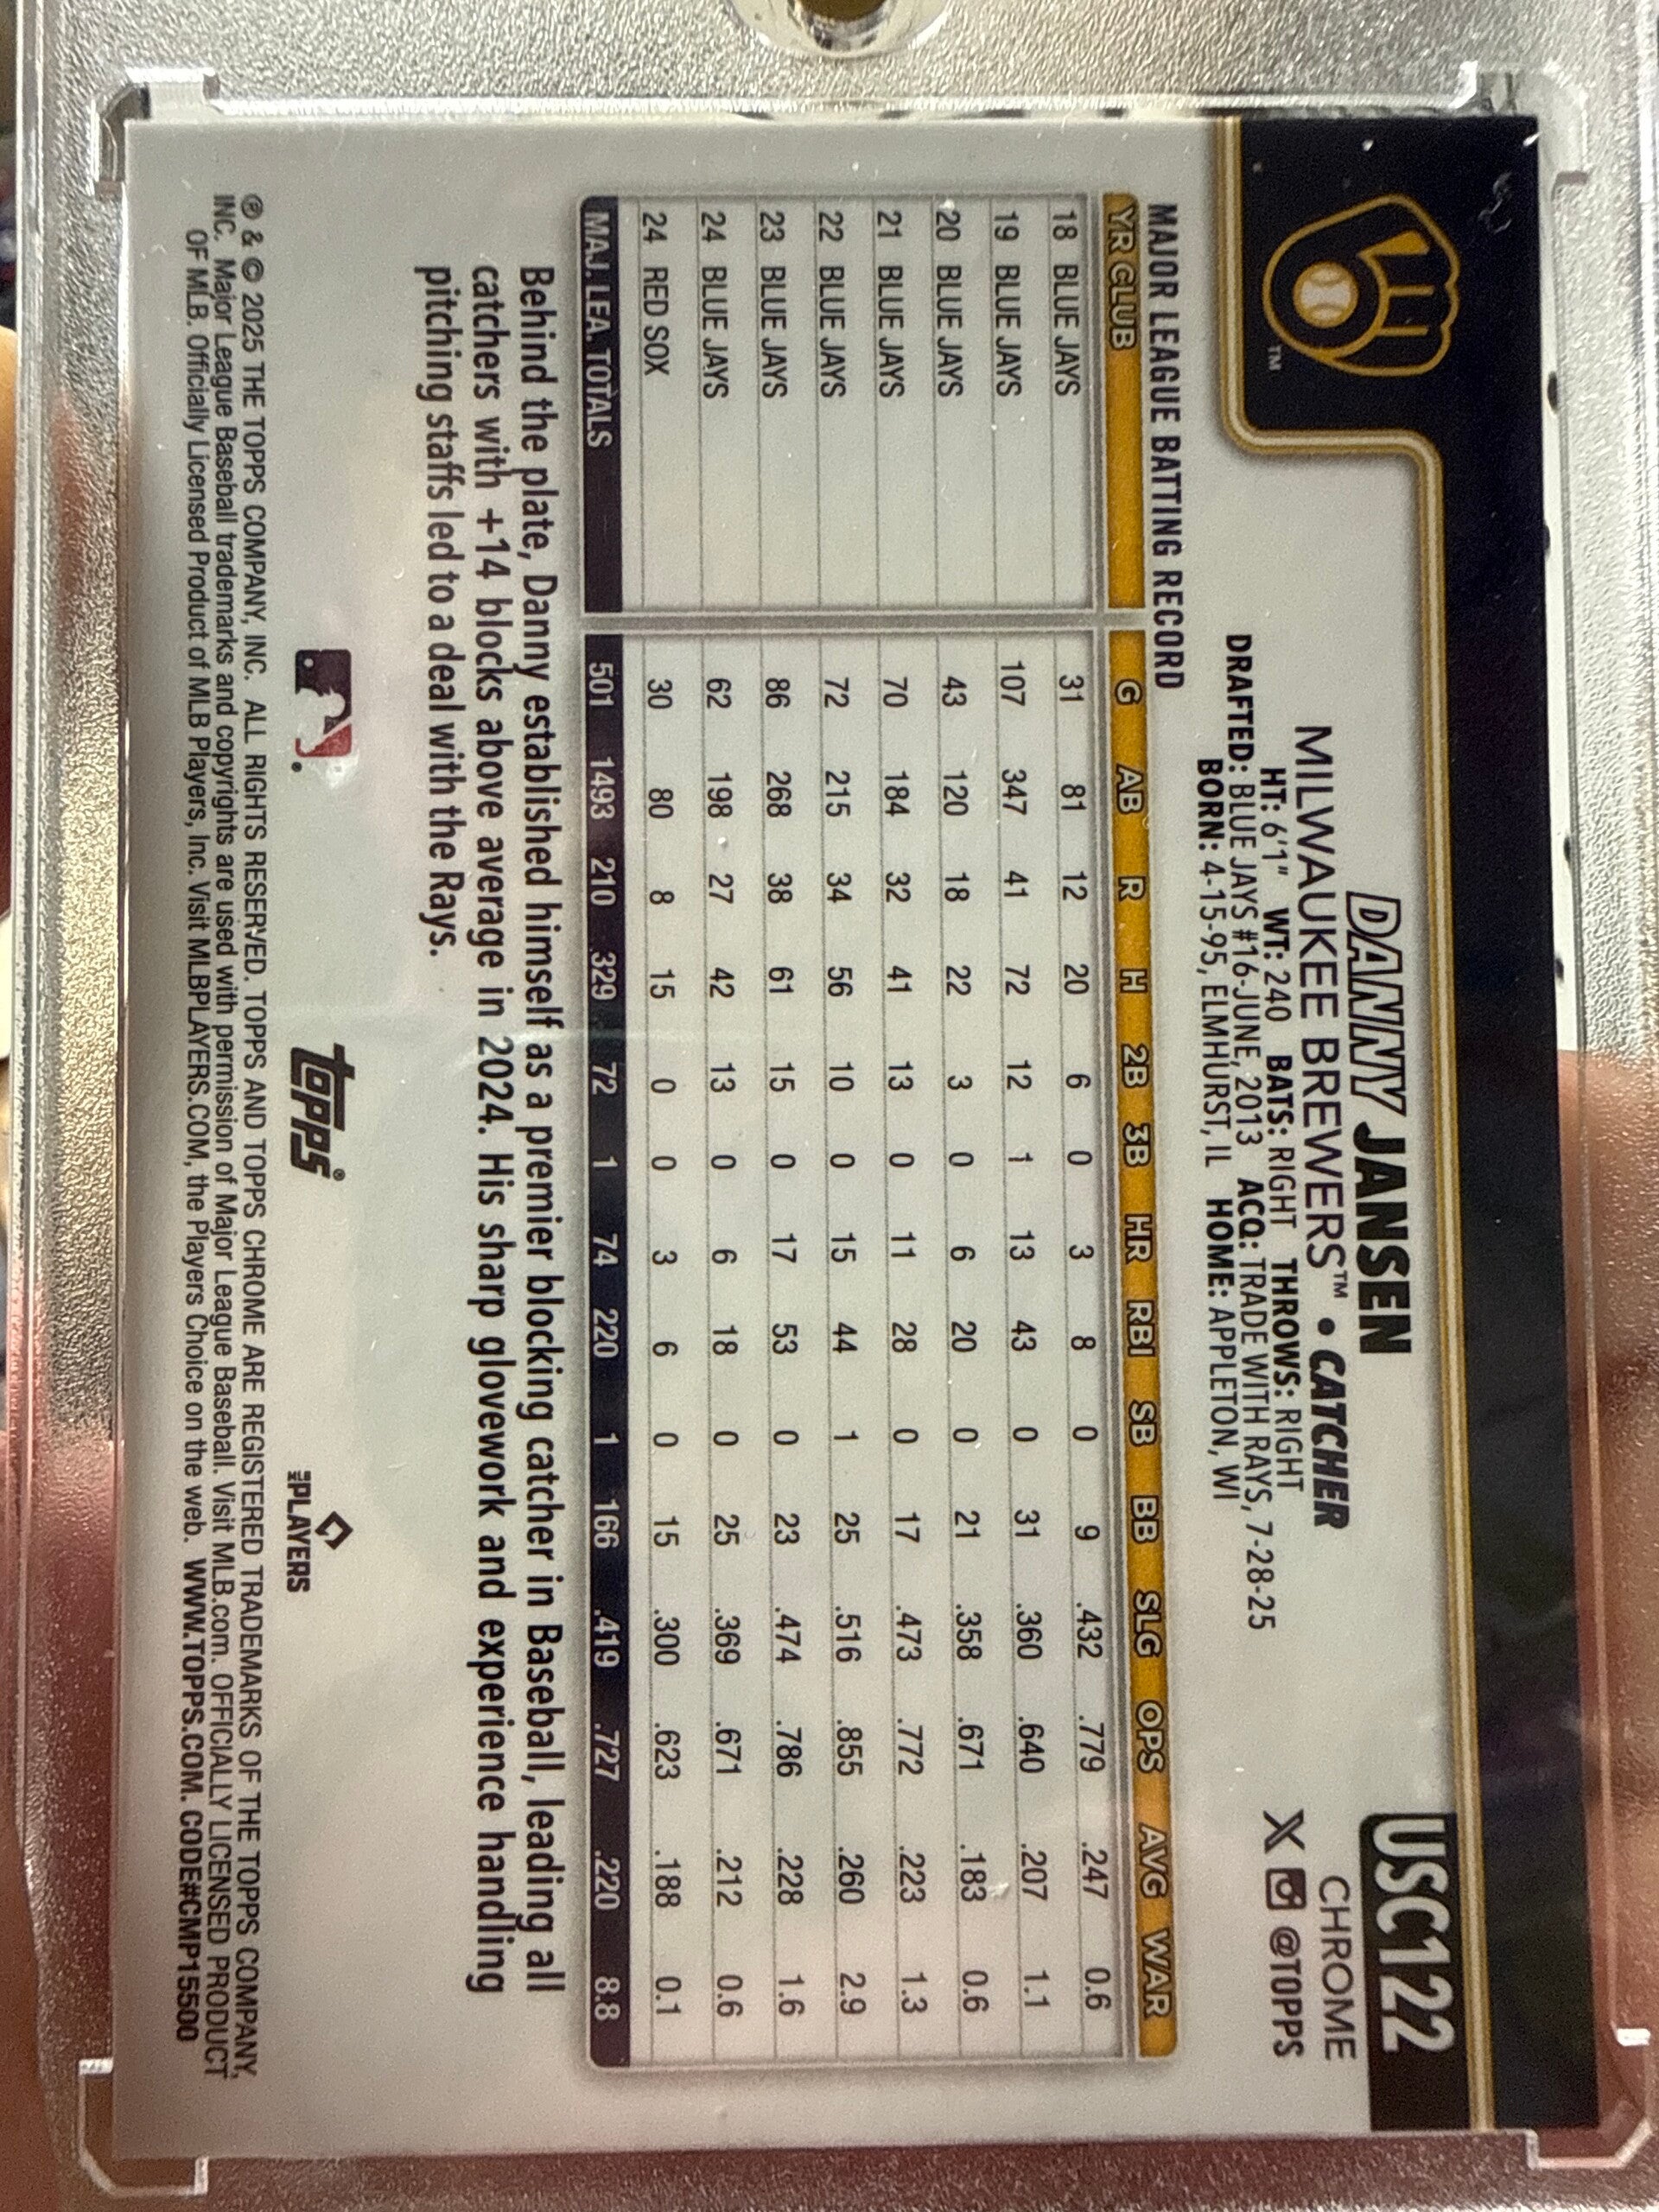 USC122
CHROME
X @TOPPS
DANNY JANSEN
MILWAUKEE BREWERS™ • CATCHER
HT: 6'1" WT: 240 BATS: RIGHT THROWS: RIGHT
DRAFTED: BLUE JAYS #16-JUNE, 2013 ACQ: TRADE WITH RAYS, 7-28-25
BORN: 4-15-95, ELMHURST, IL HOME: APPLETON, WI
TM
MAJOR LEAGUE BATTING RECORD
YR CLUB G AB R H 2B 3B HR RBI SB BB SLG OPS AVG WAR
18 BLUE JAYS 31 81 12 20 6 0 3 8 0 9 .432 .779 .247 0.6
19 BLUE JAYS 107 347 41 72 12 1 13 43 0 31 .360 .640 .207 1.1
20 BLUE JAYS 43 120 18 22 3 0 6 20 0 21 .358 .671 .183 0.6
21 BLUE JAYS 70 184 32 41 13 0 11 28 0 17 .473 .772 .223 1.3
22 BLUE JAYS 72 215 34 56 10 0 15 44 1 25 .516 .855 .260 2.9
23 BLUE JAYS 86 268 38 61 15 0 17 53 0 23 .474 .786 .228 1.6
24 BLUE JAYS 62 198 27 42 13 0 6 18 0 25 .369 .671 .212 0.6
24 RED SOX 30 80 8 15 0 0 3 6 0 15 .300 .623 .188 0.1
MAJ. LEA. TOTALS 501 1493 210 329 72 1 74 220 1 166 .419 .727 .220 8.8
Behind the plate, Danny established himself as a premier blocking catcher in Baseball, leading all
catchers with +14 blocks above average in 2024. His sharp glovework and experience handling
pitching staffs led to a deal with the Rays.
topps®
MLB PLAYERS
® & © 2025 THE TOPPS COMPANY, INC. ALL RIGHTS RESERVED. TOPPS AND TOPPS CHROME ARE REGISTERED TRADEMARKS OF THE TOPPS COMPANY,
INC. Major League Baseball trademarks and copyrights are used with permission of Major League Baseball. Visit MLB.com. OFFICIALLY LICENSED PRODUCT
OF MLB. Officially Licensed Product of MLB Players, Inc. Visit MLBPLAYERS.COM, the Players Choice on the web. WWW.TOPPS.COM. CODE#CMP15500